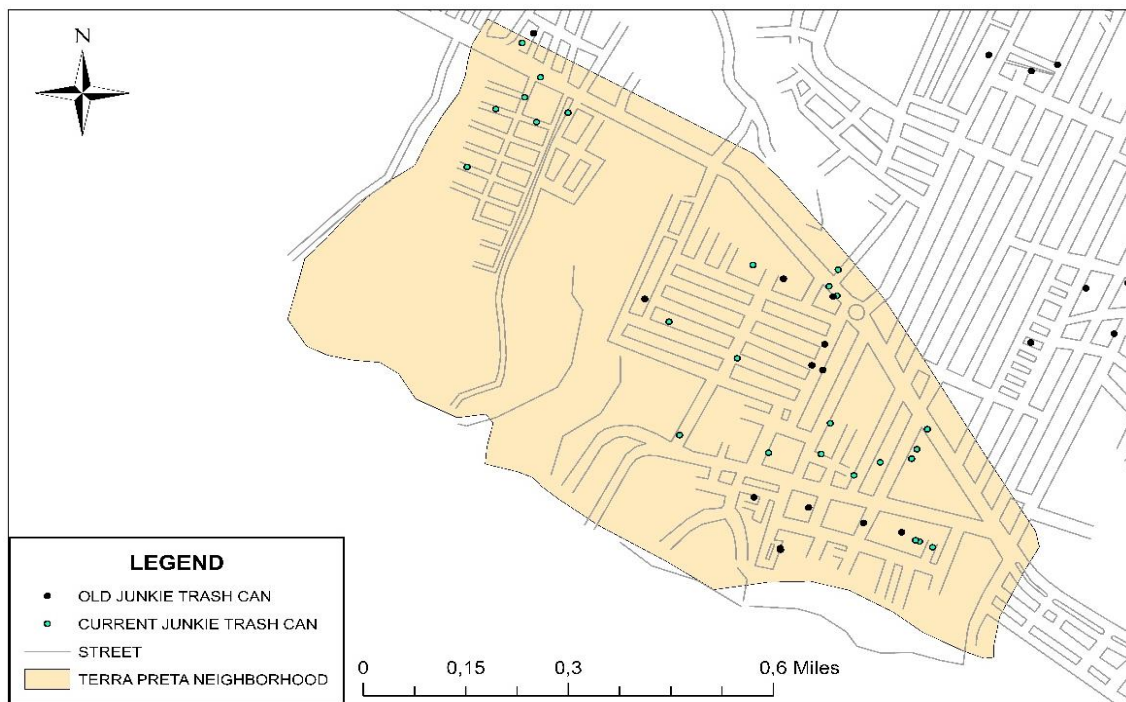 N
LEGEND
OLD JUNKIE TRASH CAN
CURRENT JUNKIE TRASH CAN
STREET
TERRA PRETA NEIGHBORHOOD
0 0,15 0,3 0,6 Miles